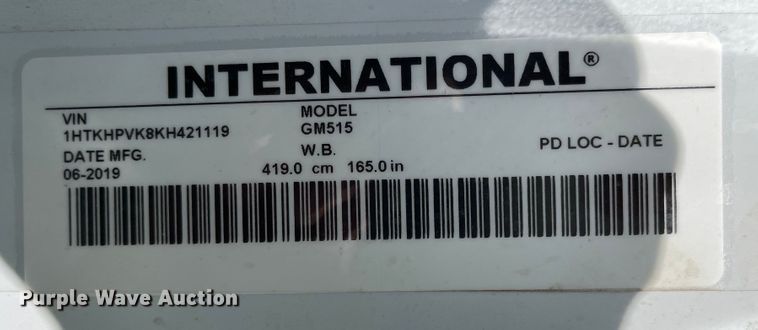 INTERNATIONAL®
VIN
1HTKHPVK8KH421119
MODEL
GM515
DATE MFG.
06-2019
W.B.
419.0 cm 165.0 in
PD LOC - DATE
Purple Wave Auction